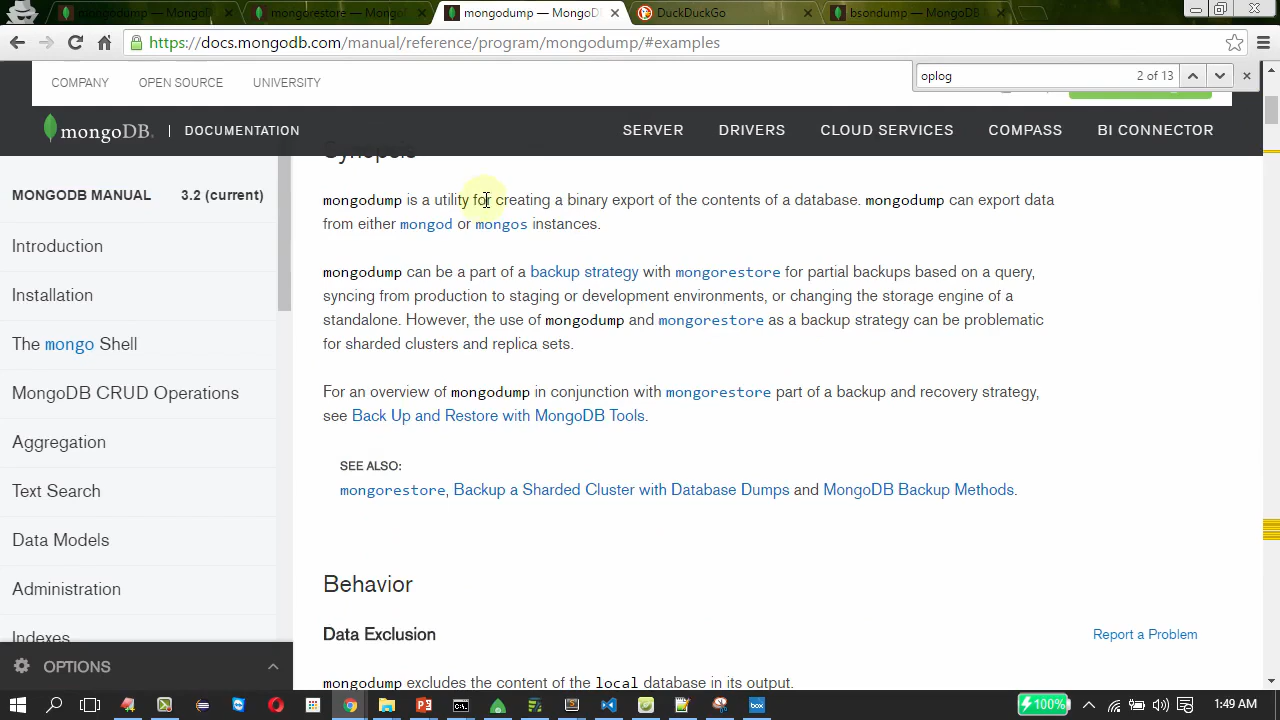 mongodump — MongoD
mongorestore — Mongo
mongodump — MongoD
DuckDuckGo
bsondump — MongoDB
https://docs.mongodb.com/manual/reference/program/mongodump/#examples
COMPANY OPEN SOURCE UNIVERSITY
oplog 2 of 13
mongoDB. DOCUMENTATION SERVER DRIVERS CLOUD SERVICES COMPASS BI CONNECTOR
Synopsis
MONGODB MANUAL 3.2 (current)
Introduction
Installation
The mongo Shell
MongoDB CRUD Operations
Aggregation
Text Search
Data Models
Administration
Indexes
OPTIONS
mongodump is a utility for creating a binary export of the contents of a database. mongodump can export data
from either mongod or mongos instances.
mongodump can be a part of a backup strategy with mongorestore for partial backups based on a query,
syncing from production to staging or development environments, or changing the storage engine of a
standalone. However, the use of mongodump and mongorestore as a backup strategy can be problematic
for sharded clusters and replica sets.
For an overview of mongodump in conjunction with mongorestore part of a backup and recovery strategy,
see Back Up and Restore with MongoDB Tools.
SEE ALSO:
mongorestore, Backup a Sharded Cluster with Database Dumps and MongoDB Backup Methods.
Behavior
Data Exclusion
Report a Problem
mongodump excludes the content of the local database in its output.
100%
1:49 AM